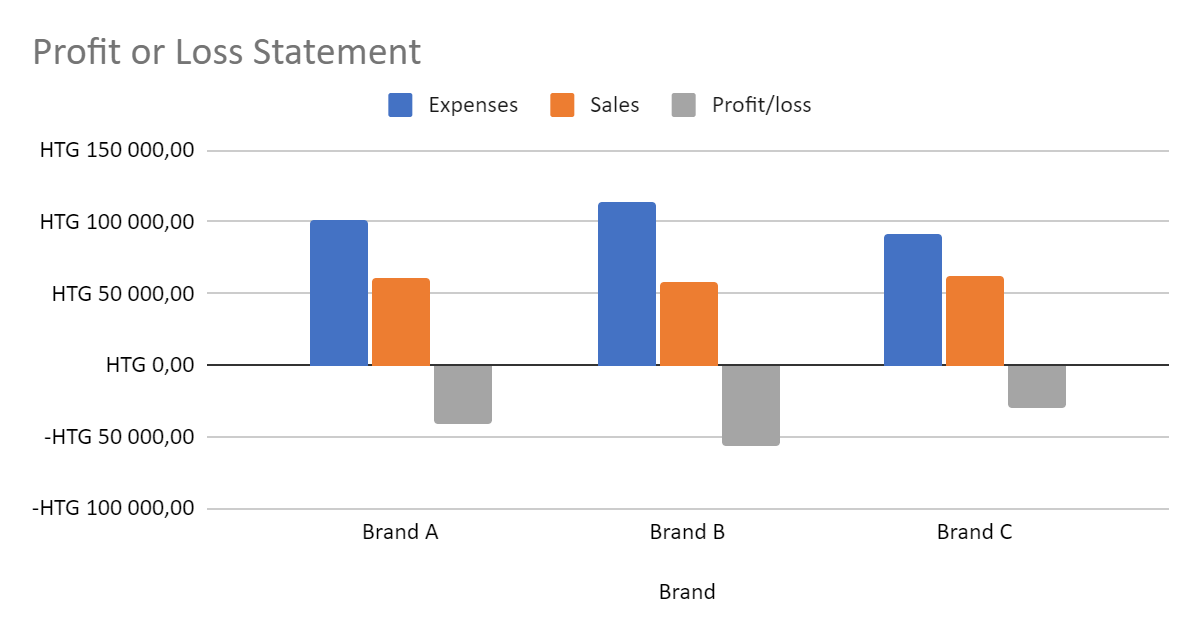 Profit or Loss Statement
Expenses Sales Profit/loss
HTG 150 000,00
HTG 100 000,00
HTG 50 000,00
HTG 0,00
-HTG 50 000,00
-HTG 100 000,00
Brand A Brand B Brand C
Brand